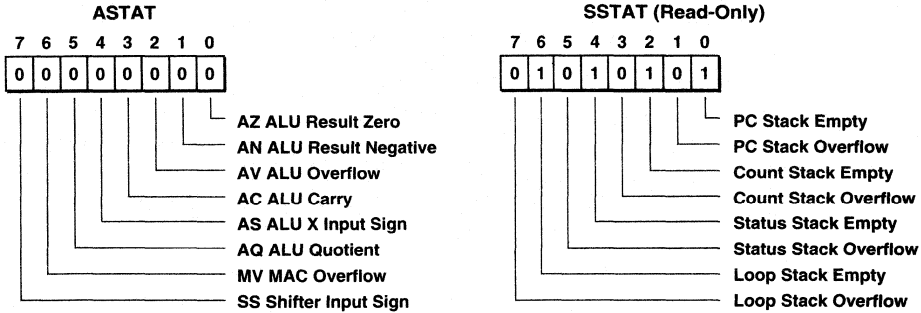 ASTAT
7 6 5 4 3 2 1 0
0 0 0 0 0 0 0 0
AZ ALU Result Zero
AN ALU Result Negative
AV ALU Overflow
AC ALU Carry
AS ALU X Input Sign
AQ ALU Quotient
MV MAC Overflow
SS Shifter Input Sign
SSTAT (Read-Only)
7 6 5 4 3 2 1 0
0 1 0 1 0 1 0 1
PC Stack Empty
PC Stack Overflow
Count Stack Empty
Count Stack Overflow
Status Stack Empty
Status Stack Overflow
Loop Stack Empty
Loop Stack Overflow